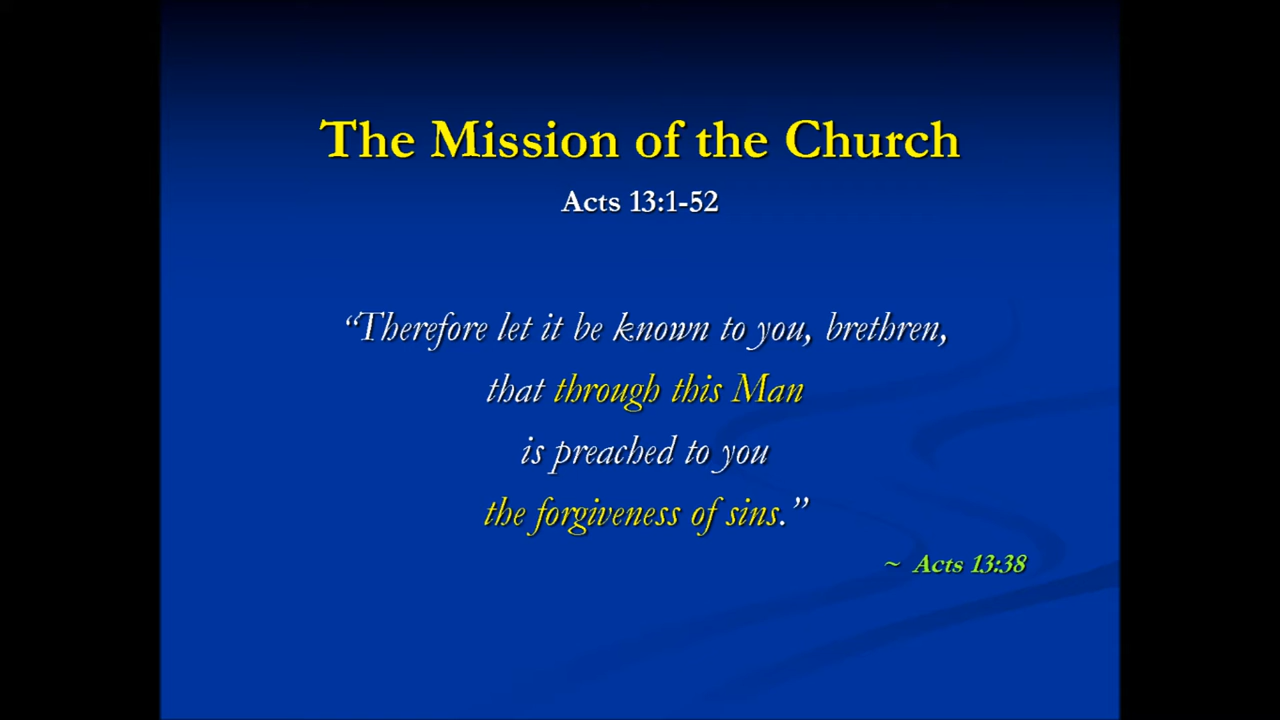 The Mission of the Church
Acts 13:1-52
“Therefore let it be known to you, brethren,
that through this Man
is preached to you
the forgiveness of sins.”
~ Acts 13:38